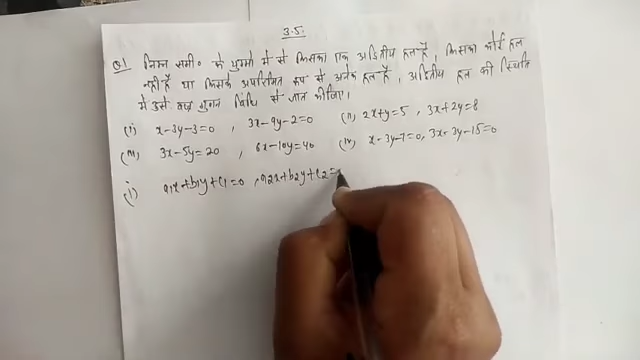 3.5.
Q.1 निम्न समी० के युग्मो मे से किसका एक अद्वितीय हल है, किसका कोई हल
नही है या किसके अपरिमित रूप से अनेक हल है, अद्वितीय हल की स्थिति
मे उसे वज्र गुणन विधि से ज्ञात कीजिए।
(i) x-3y-3=0 , 3x-9y-2=0 (ii) 2x+y=5 , 3x+2y=8
(iii) 3x-5y=20 , 6x-10y=40 (iv) x-3y-7=0, 3x-3y-15=0
(i) a1x+b1y+c1=0 , a2x+b2y+c2=